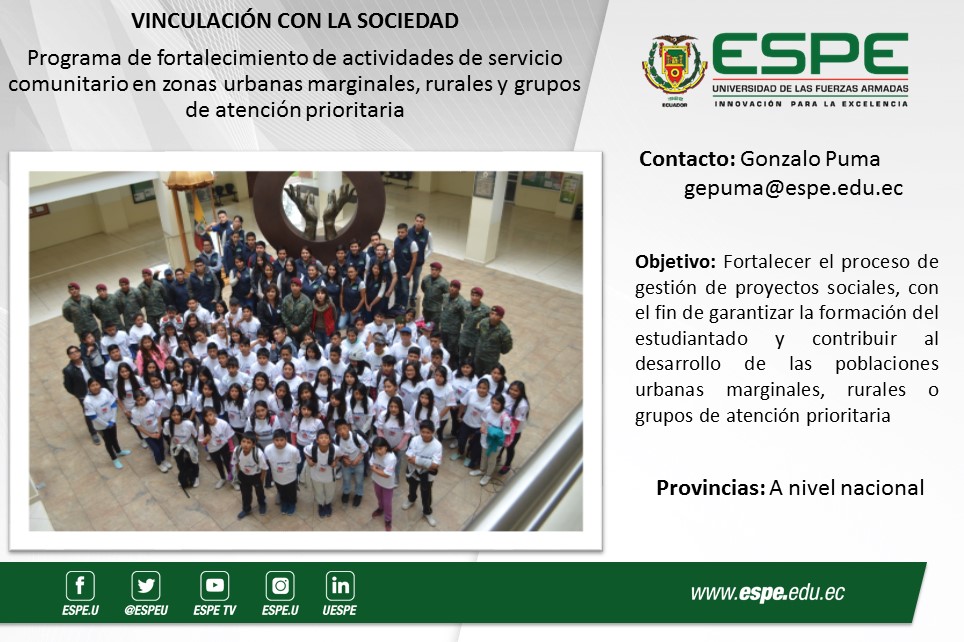 VINCULACIÓN CON LA SOCIEDAD
Programa de fortalecimiento de actividades de servicio
comunitario en zonas urbanas marginales, rurales y grupos
de atención prioritaria
ECUADOR
ESPE
UNIVERSIDAD DE LAS FUERZAS ARMADAS
INNOVACIÓN PARA LA EXCELENCIA
Contacto: Gonzalo Puma
gepuma@espe.edu.ec
Objetivo: Fortalecer el proceso de
gestión de proyectos sociales, con
el fin de garantizar la formación del
estudiantado y contribuir al
desarrollo de las poblaciones
urbanas marginales, rurales o
grupos de atención prioritaria
Provincias: A nivel nacional
ESPE.U
@ESPEU
ESPE TV
ESPE.U
UESPE
www.espe.edu.ec